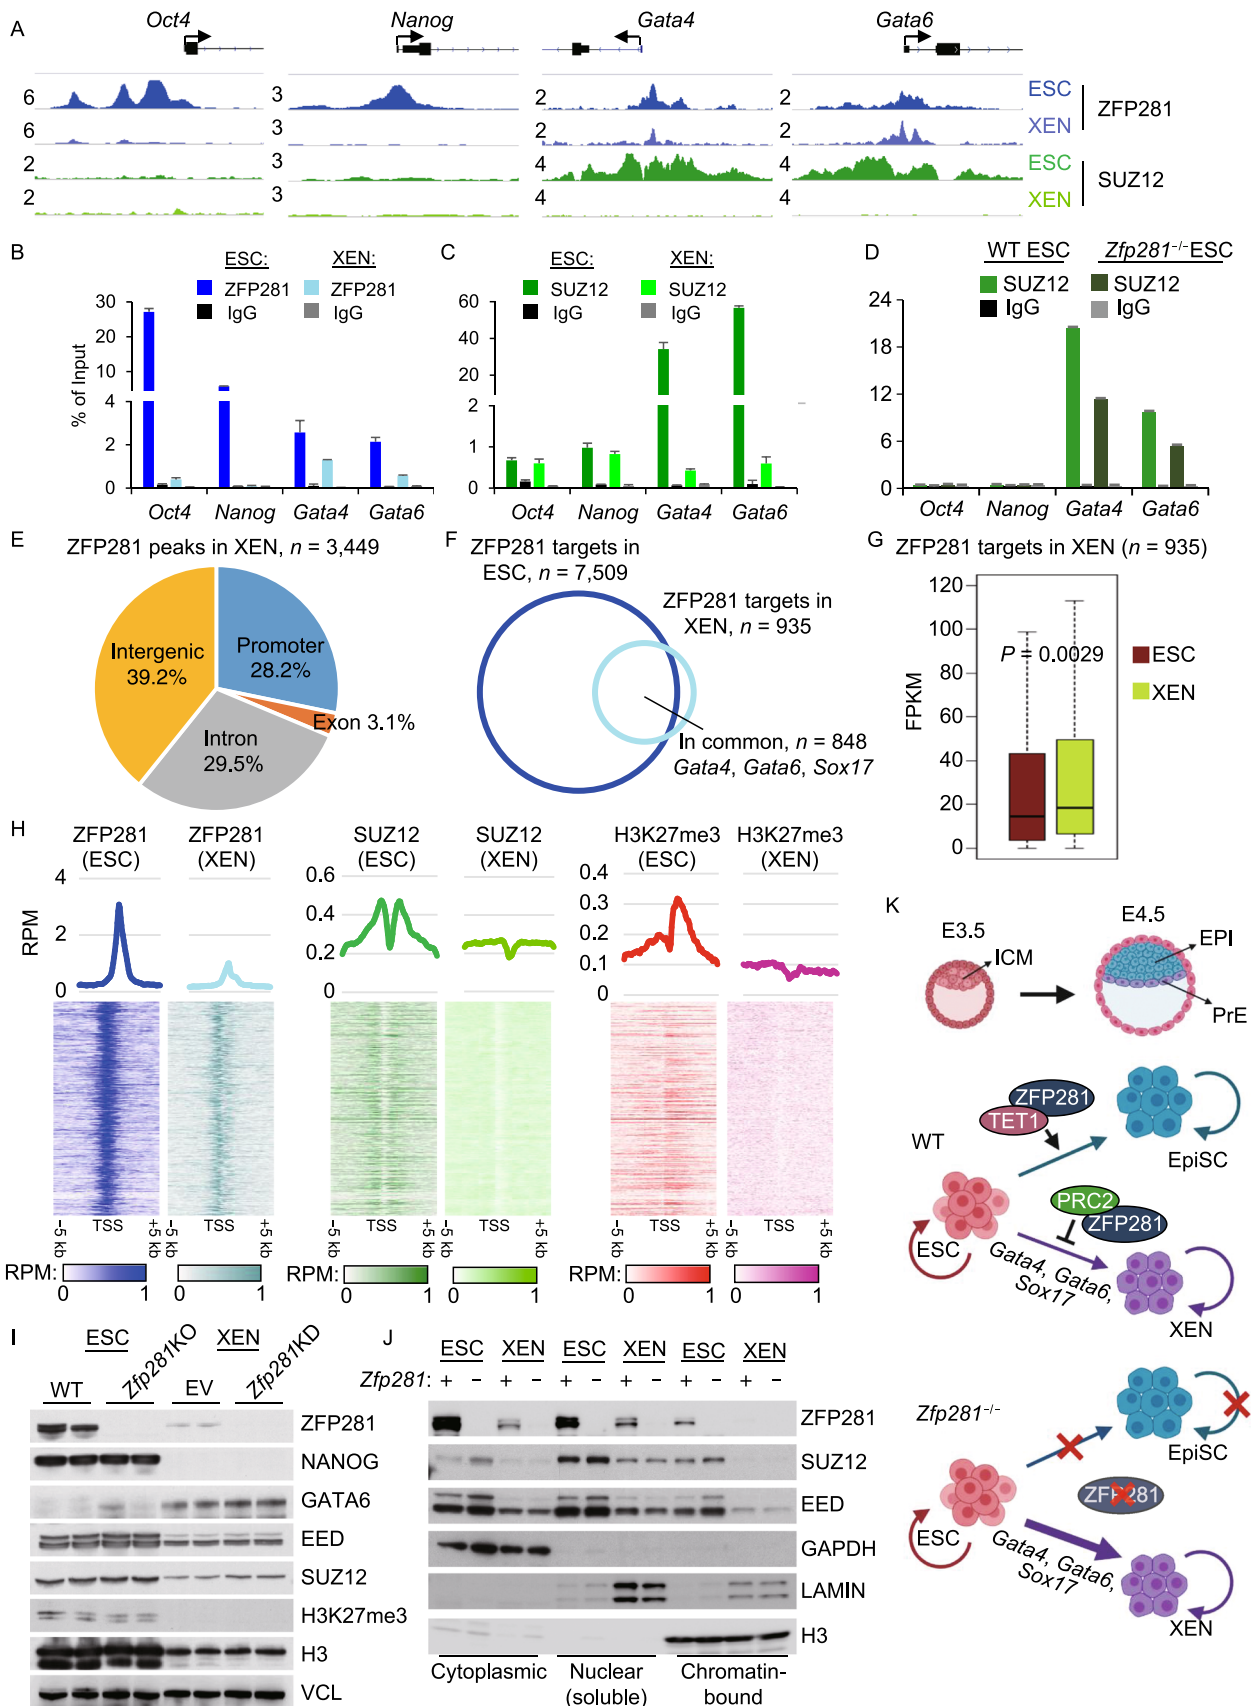 A
Oct4 Nanog Gata4 Gata6
6 3 2 2 ESC
6 3 2 2 XEN
ZFP281
2 3 4 4 ESC
2 3 4 4 XEN
SUZ12
B
ESC: XEN:
ZFP281 ZFP281
IgG IgG
% of Input
30
20
10
4
2
0
Oct4 Nanog Gata4 Gata6
C
ESC: XEN:
SUZ12 SUZ12
IgG IgG
60
40
20
2
1
0
Oct4 Nanog Gata4 Gata6
D
WT ESC Zfp281−/− ESC
SUZ12 SUZ12
IgG IgG
24
18
12
6
0
Oct4 Nanog Gata4 Gata6
E
ZFP281 peaks in XEN, n = 3,449
Intergenic
39.2%
Promoter
28.2%
Exon 3.1%
Intron
29.5%
F
ZFP281 targets in
ESC, n = 7,509
ZFP281 targets in
XEN, n = 935
In common, n = 848
Gata4, Gata6, Sox17
G
ZFP281 targets in XEN (n = 935)
FPKM
120
100
80
60
40
20
0
P = 0.0029
ESC
XEN
H
ZFP281
(ESC)
ZFP281
(XEN)
SUZ12
(ESC)
SUZ12
(XEN)
H3K27me3
(ESC)
H3K27me3
(XEN)
RPM
4
2
0
0.6
0.4
0.2
0
0.4
0.3
0.2
0.1
0
-5 kb TSS +5 kb -5 kb TSS +5 kb
-5 kb TSS +5 kb -5 kb TSS +5 kb
-5 kb TSS +5 kb -5 kb TSS +5 kb
RPM:
0 1 0 1
RPM:
0 1 0 1
RPM:
0 1 0 1
I
ESC XEN
WT Zfp281KO EV Zfp281KD
ZFP281
NANOG
GATA6
EED
SUZ12
H3K27me3
H3
VCL
J
ESC XEN ESC XEN ESC XEN
Zfp281: + − + − + − + − + − + −
ZFP281
SUZ12
EED
GAPDH
LAMIN
H3
Cytoplasmic Nuclear
(soluble)
Chromatin-
bound
K
E3.5
ICM
E4.5
EPI
PrE
WT
ZFP281
TET1
EpiSC
PRC2
ZFP281
ESC
Gata4, Gata6,
Sox17
XEN
Zfp281−/−
EpiSC
ZFP281
ESC
Gata4, Gata6,
Sox17
XEN